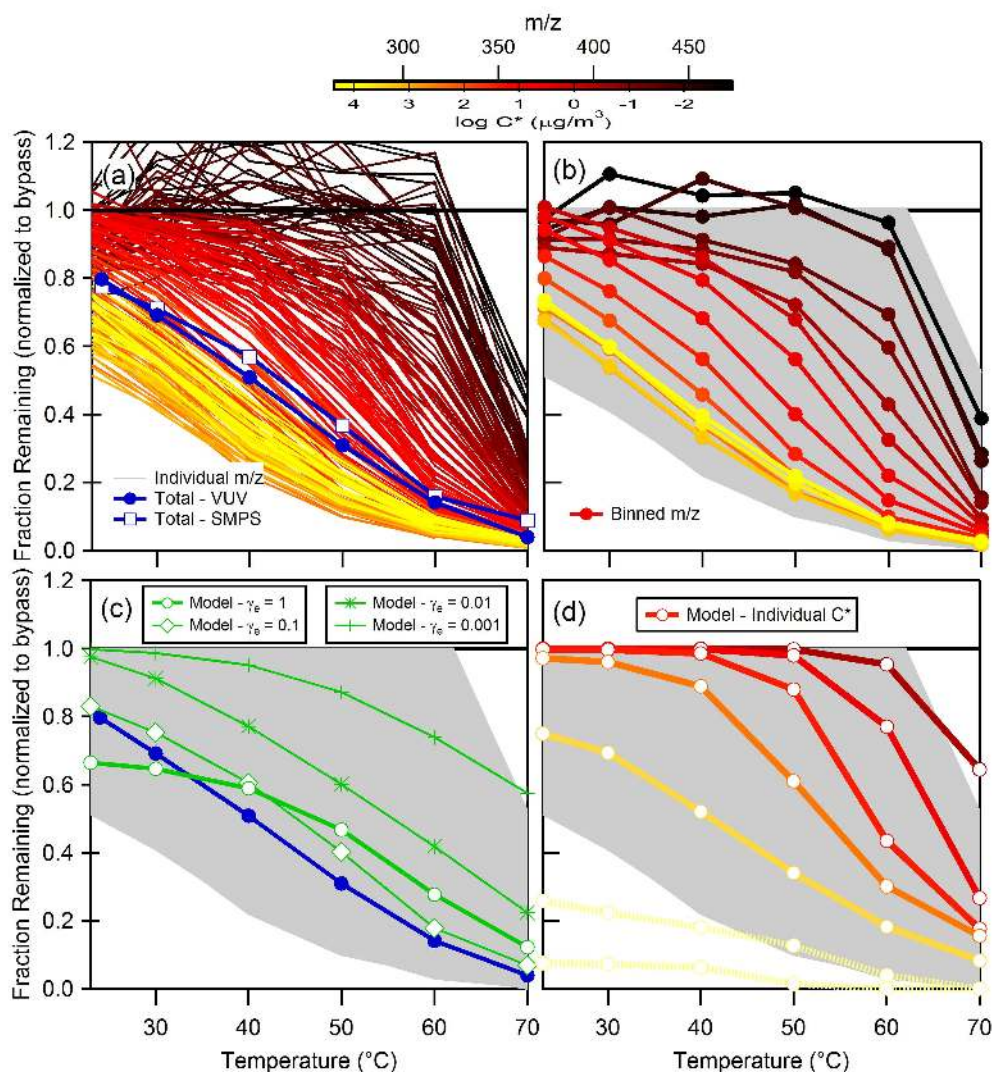 m/z
300 350 400 450
4 3 2 1 0 -1 -2
log C* (μg/m³)
Fraction Remaining (normalized to bypass)
1.2
1.0
0.8
0.6
0.4
0.2
0.0
(a)
Individual m/z
Total - VUV
Total - SMPS
(b)
Binned m/z
Fraction Remaining (normalized to bypass)
1.2
1.0
0.8
0.6
0.4
0.2
0.0
(c)
Model - γe = 1
Model - γe = 0.1
Model - γe = 0.01
Model - γe = 0.001
30 40 50 60 70
Temperature (°C)
(d)
Model - Individual C*
30 40 50 60 70
Temperature (°C)